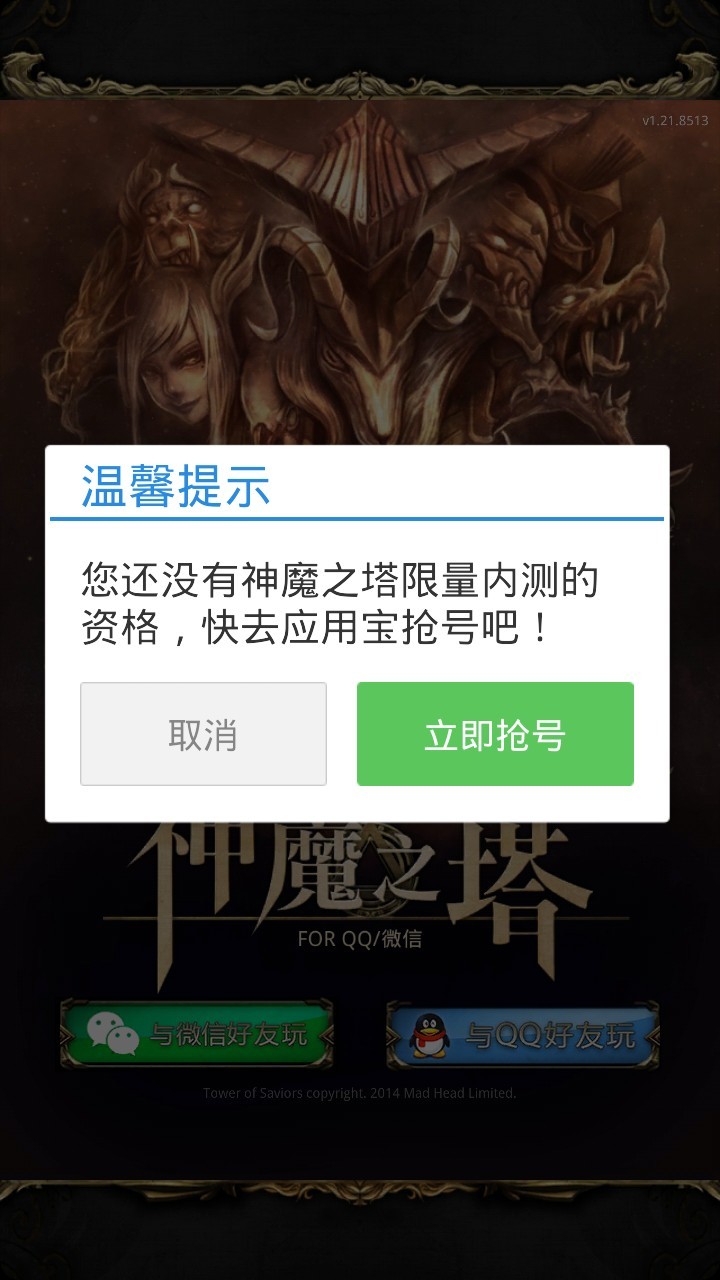 v1.21.8513
温馨提示
您还没有神魔之塔限量内测的
资格，快去应用宝抢号吧！
取消
立即抢号
神魔之塔
FOR QQ/微信
与微信好友玩
与QQ好友玩
Tower of Saviors copyright. 2014 Mad Head Limited.